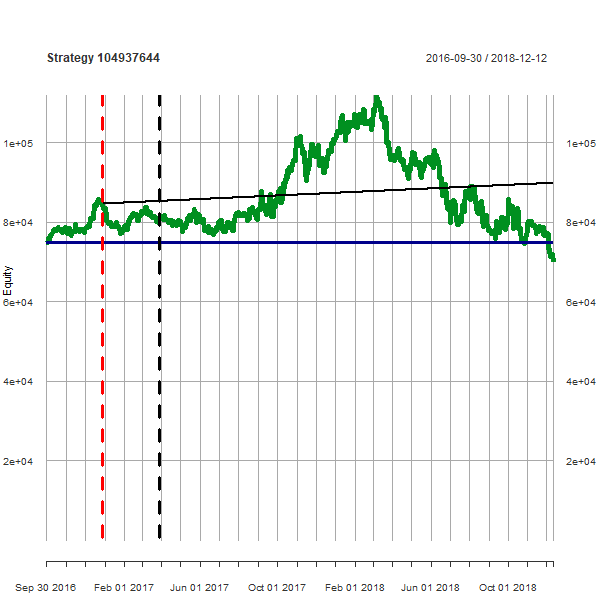 Strategy 104937644
2016-09-30 / 2018-12-12
1e+05
1e+05
8e+04
8e+04
Equity
6e+04
6e+04
4e+04
4e+04
2e+04
2e+04
Sep 30 2016
Feb 01 2017
Jun 01 2017
Oct 02 2017
Feb 01 2018
Jun 01 2018
Oct 01 2018